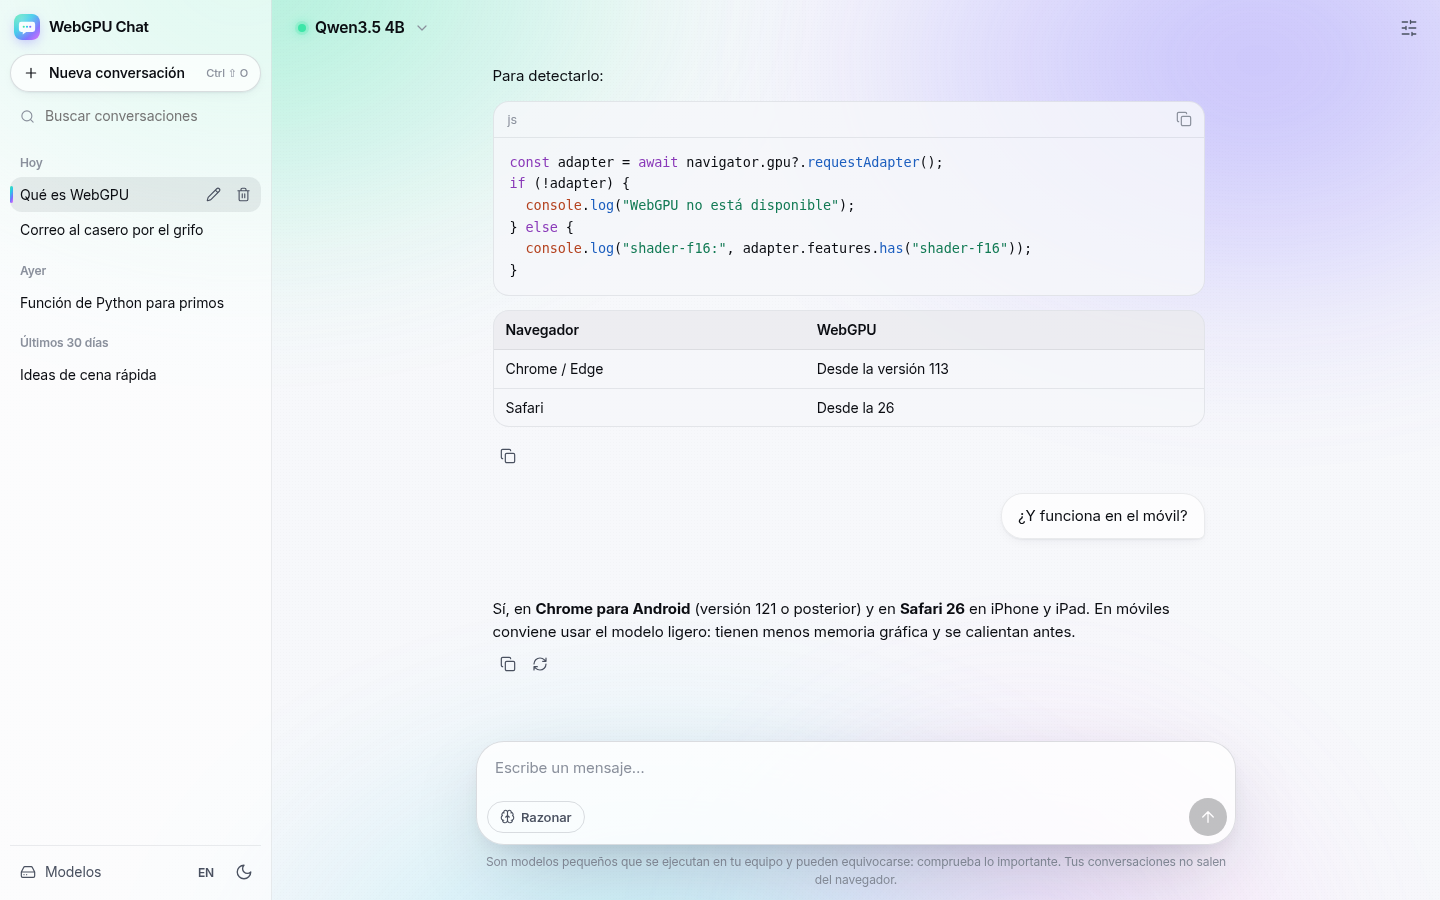 WebGPU Chat
Nueva conversación
Ctrl ⇧ O
Buscar conversaciones
Hoy
Qué es WebGPU
Correo al casero por el grifo
Ayer
Función de Python para primos
Últimos 30 días
Ideas de cena rápida
Modelos
EN
Qwen3.5 4B
Para detectarlo:
js
const adapter = await navigator.gpu?.requestAdapter();
if (!adapter) {
  console.log("WebGPU no está disponible");
} else {
  console.log("shader-f16:", adapter.features.has("shader-f16"));
}
Navegador WebGPU
Chrome / Edge Desde la versión 113
Safari Desde la 26
¿Y funciona en el móvil?
Sí, en Chrome para Android (versión 121 o posterior) y en Safari 26 en iPhone y iPad. En móviles
conviene usar el modelo ligero: tienen menos memoria gráfica y se calientan antes.
Escribe un mensaje...
Razonar
Son modelos pequeños que se ejecutan en tu equipo y pueden equivocarse: comprueba lo importante. Tus conversaciones no salen
del navegador.